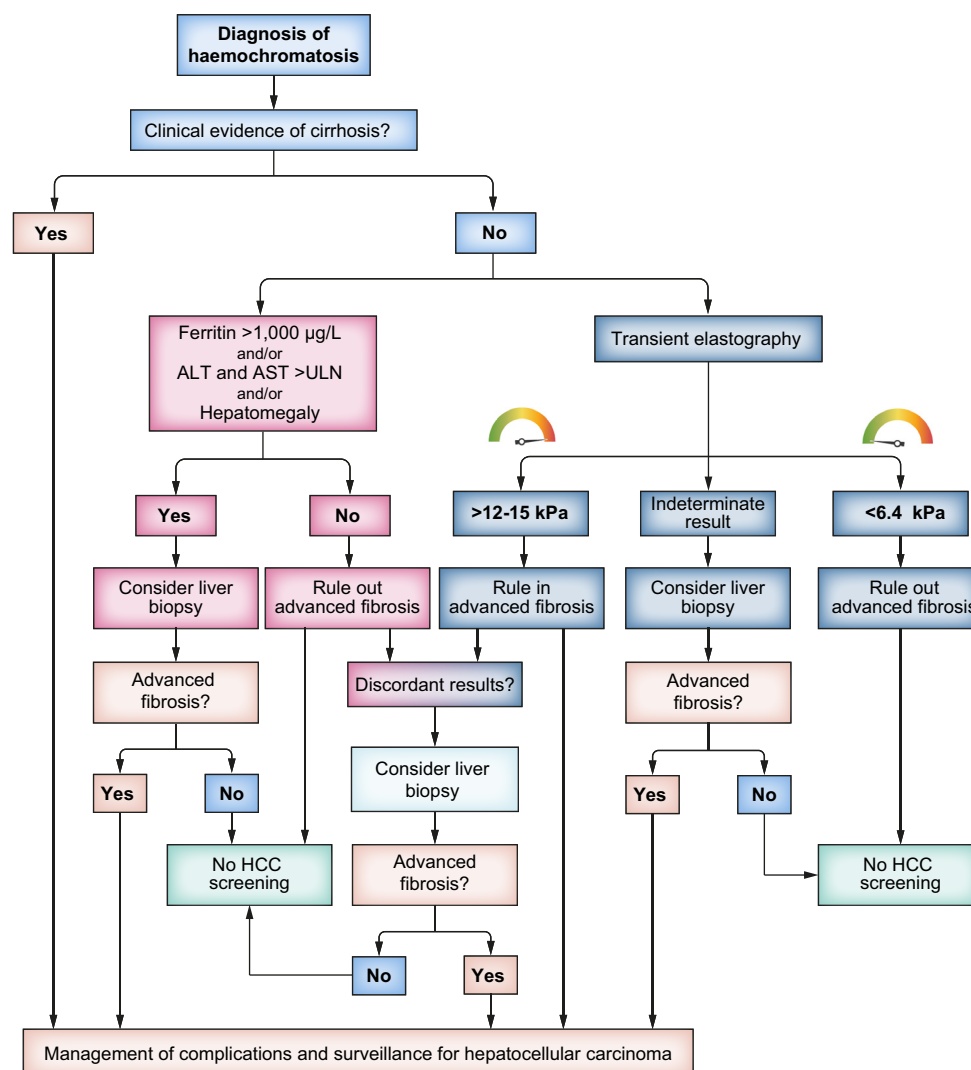 Diagnosis of
haemochromatosis
Clinical evidence of cirrhosis?
Yes
No
Ferritin >1,000 µg/L
and/or
ALT and AST >ULN
and/or
Hepatomegaly
Transient elastography
Yes
No
>12-15 kPa
Indeterminate
result
<6.4 kPa
Consider liver
biopsy
Rule out
advanced fibrosis
Rule in
advanced fibrosis
Consider liver
biopsy
Rule out
advanced fibrosis
Advanced
fibrosis?
Discordant results?
Advanced
fibrosis?
Yes
No
Consider liver
biopsy
Yes
No
No HCC
screening
Advanced
fibrosis?
No HCC
screening
No
Yes
Management of complications and surveillance for hepatocellular carcinoma